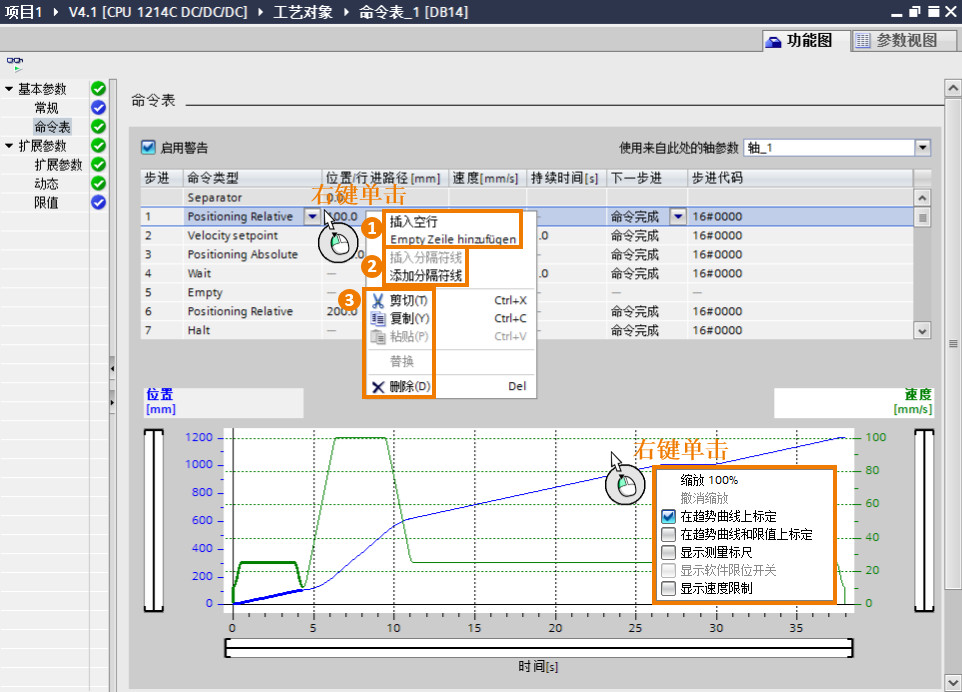 项目1 ▸ V4.1 [CPU 1214C DC/DC/DC] ▸ 工艺对象 ▸ 命令表_1 [DB14]
功能图 参数视图
基本参数
常规
命令表
扩展参数
扩展参数
动态
限值
命令表
启用警告 使用来自此处的轴参数 轴_1
步进 命令类型 位置/行进路径 [mm] 速度[mm/s] 持续时间[s] 下一步进 步进代码
Separator 0.0
1 Positioning Relative 100.0 命令完成 16#0000
2 Velocity setpoint .0 命令完成 16#0000
3 Positioning Absolute .0 命令完成 16#0000
4 Wait — .0 命令完成 16#0000
5 Empty — — —
6 Positioning Relative 200.0 命令完成 16#0000
7 Halt — 命令完成 16#0000
右键单击
1 插入空行
Empty Zeile hinzufügen
2 插入分隔符线
添加分隔符线
3 剪切(T) Ctrl+X
复制(Y) Ctrl+C
粘贴(P) Ctrl+V
替换
删除(D) Del
位置
[mm]
速度
[mm/s]
1200
1000
800
600
400
200
0
100
80
60
40
20
0
0 5 10 15 20 25 30 35
时间[s]
右键单击
缩放 100%
撤消缩放
在趋势曲线上标定
在趋势曲线和限值上标定
显示测量标尺
显示软件限位开关
显示速度限制